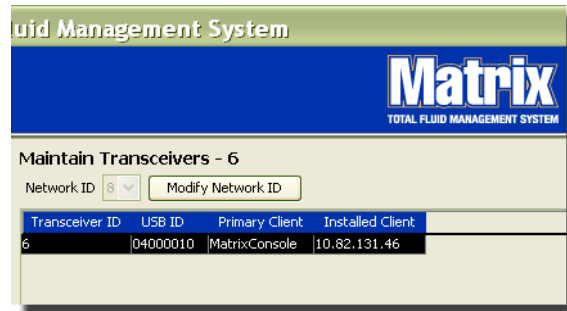 luid Management System
Matrix
TOTAL FLUID MANAGEMENT SYSTEM
Maintain Transceivers - 6
Network ID 8 Modify Network ID
Transceiver ID USB ID Primary Client Installed Client
6 04000010 MatrixConsole 10.82.131.46